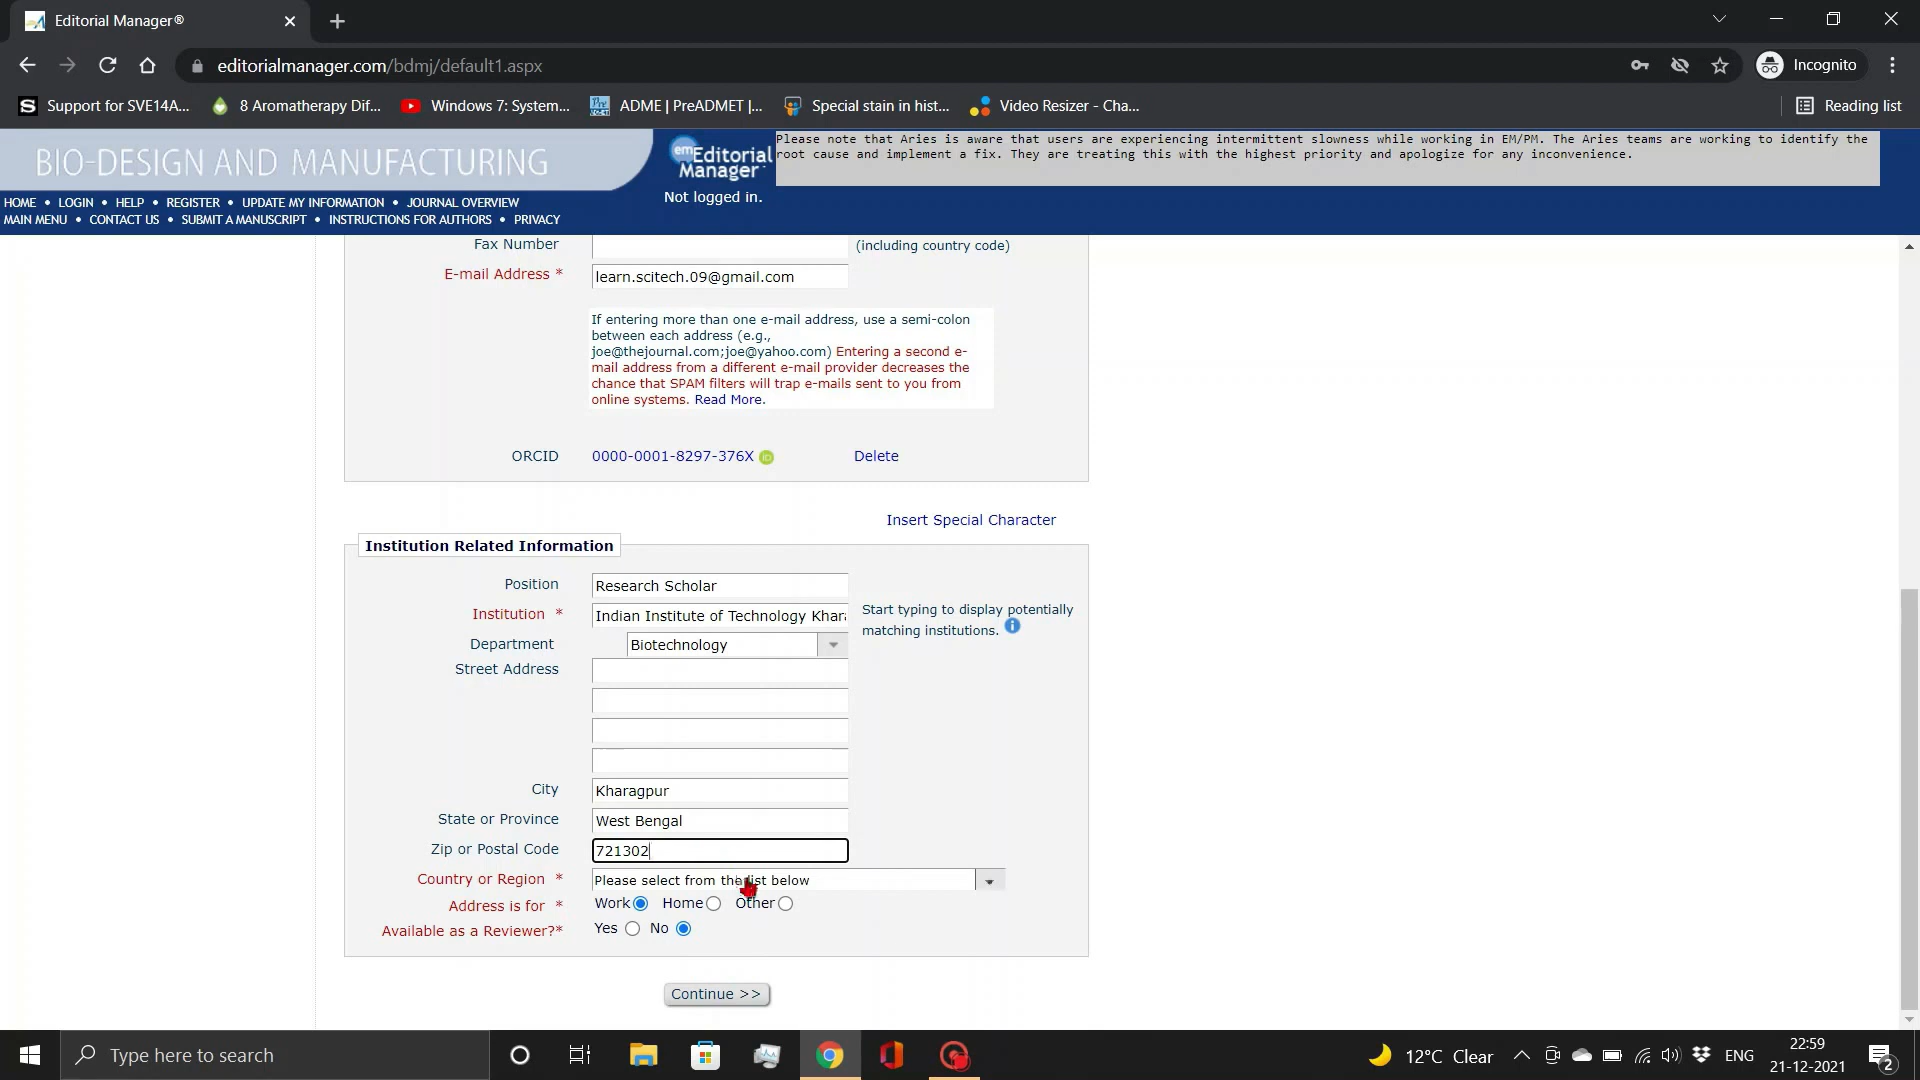 Editorial Manager®
editorialmanager.com/bdmj/default1.aspx
Incognito
Support for SVE14A...
8 Aromatherapy Dif...
Windows 7: System...
ADME | PreADMET |...
Special stain in hist...
Video Resizer - Cha...
Reading list
BIO-DESIGN AND MANUFACTURING
em Editorial Manager
Not logged in.
Please note that Aries is aware that users are experiencing intermittent slowness while working in EM/PM. The Aries teams are working to identify the
root cause and implement a fix. They are treating this with the highest priority and apologize for any inconvenience.
HOME • LOGIN • HELP • REGISTER • UPDATE MY INFORMATION • JOURNAL OVERVIEW
MAIN MENU • CONTACT US • SUBMIT A MANUSCRIPT • INSTRUCTIONS FOR AUTHORS • PRIVACY
Fax Number (including country code)
E-mail Address * learn.scitech.09@gmail.com
If entering more than one e-mail address, use a semi-colon
between each address (e.g.,
joe@thejournal.com;joe@yahoo.com) Entering a second e-
mail address from a different e-mail provider decreases the
chance that SPAM filters will trap e-mails sent to you from
online systems. Read More.
ORCID 0000-0001-8297-376X iD Delete
Insert Special Character
Institution Related Information
Position Research Scholar
Institution * Indian Institute of Technology Khara
Start typing to display potentially
matching institutions.
Department Biotechnology
Street Address
City Kharagpur
State or Province West Bengal
Zip or Postal Code 721302
Country or Region * Please select from the list below
Address is for * Work Home Other
Available as a Reviewer?* Yes No
Continue >>
Type here to search
12°C Clear
ENG
22:59
21-12-2021
2